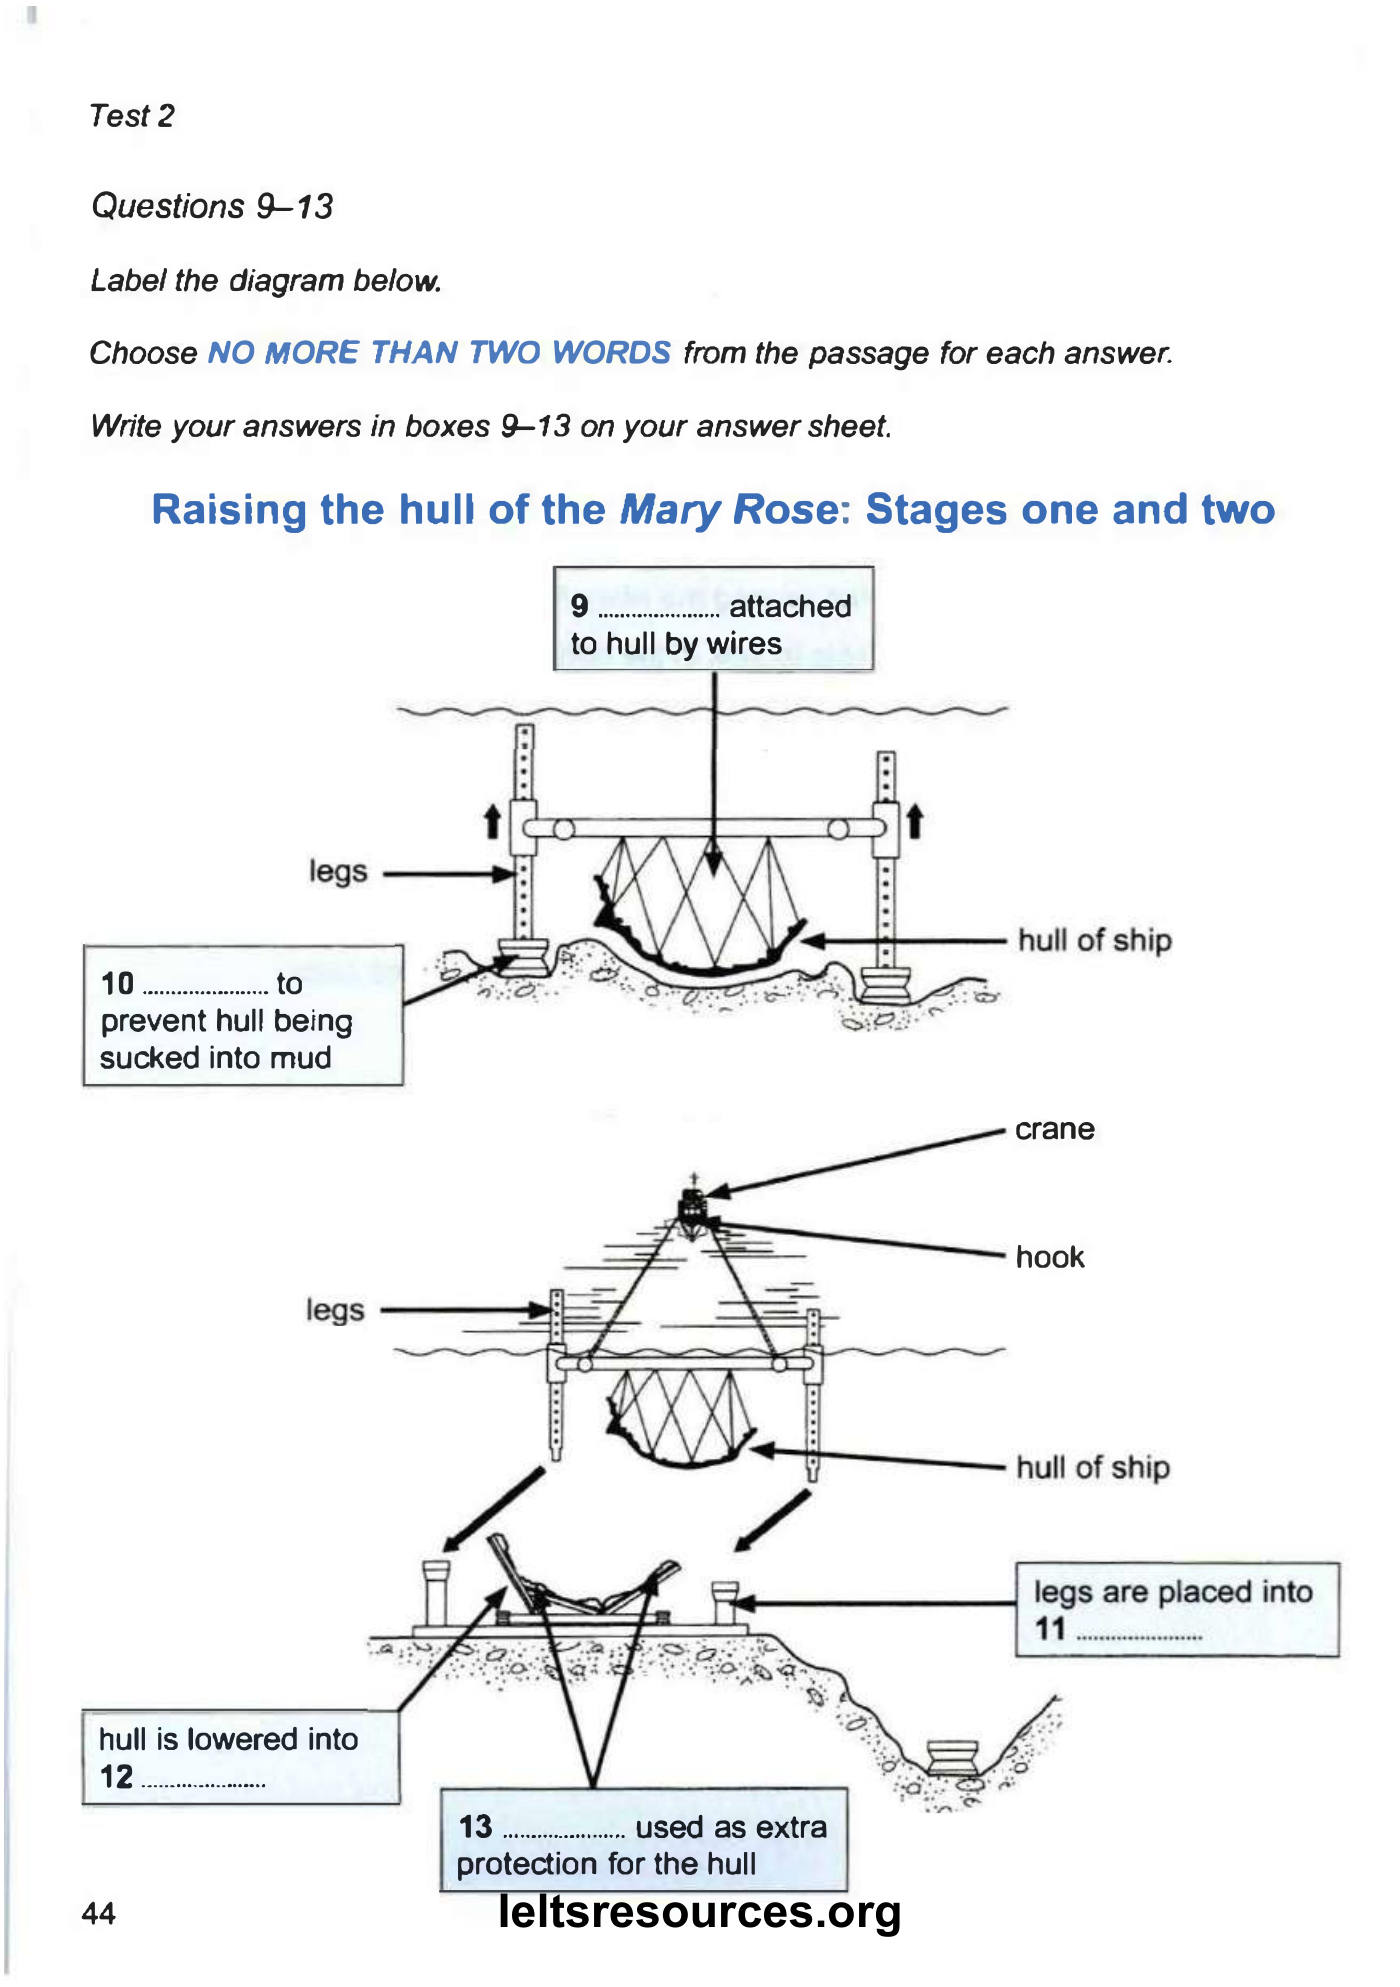 Test 2
Questions 9–13
Label the diagram below.
Choose NO MORE THAN TWO WORDS from the passage for each answer.
Write your answers in boxes 9–13 on your answer sheet.
Raising the hull of the Mary Rose: Stages one and two
9 ...................... attached
to hull by wires
legs
hull of ship
10 ...................... to
prevent hull being
sucked into mud
crane
hook
legs
hull of ship
legs are placed into
11 ......................
hull is lowered into
12 ......................
13 ...................... used as extra
protection for the hull
44
Ieltsresources.org